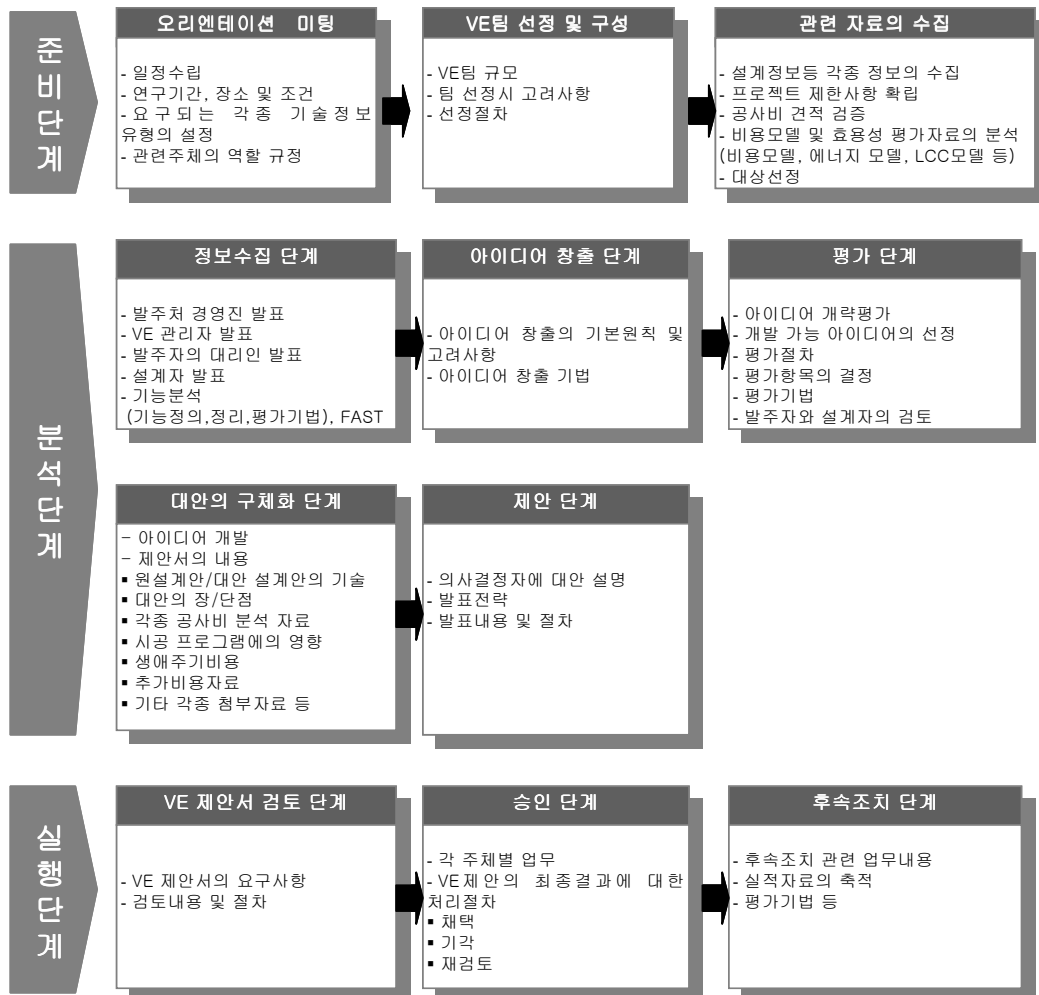 준비단계
오리엔테이션 미팅
- 일정수립
- 연구기간, 장소 및 조건
- 요구되는 각종 기술정보
유형의 설정
- 관련주체의 역할 규정
VE팀 선정 및 구성
- VE팀 규모
- 팀 선정시 고려사항
- 선정절차
관련 자료의 수집
- 설계정보등 각종 정보의 수집
- 프로젝트 제한사항 확립
- 공사비 견적 검증
- 비용모델 및 효용성 평가자료의 분석
(비용모델, 에너지 모델, LCC모델 등)
- 대상선정
분석단계
정보수집 단계
- 발주처 경영진 발표
- VE 관리자 발표
- 발주자의 대리인 발표
- 설계자 발표
- 기능분석
(기능정의,정리,평가기법), FAST
아이디어 창출 단계
- 아이디어 창출의 기본원칙 및
고려사항
- 아이디어 창출 기법
평가 단계
- 아이디어 개략평가
- 개발 가능 아이디어의 선정
- 평가절차
- 평가항목의 결정
- 평가기법
- 발주자와 설계자의 검토
대안의 구체화 단계
- 아이디어 개발
- 제안서의 내용
▪ 원설계안/대안 설계안의 기술
▪ 대안의 장/단점
▪ 각종 공사비 분석 자료
▪ 시공 프로그램에의 영향
▪ 생애주기비용
▪ 추가비용자료
▪ 기타 각종 첨부자료 등
제안 단계
- 의사결정자에 대안 설명
- 발표전략
- 발표내용 및 절차
실행단계
VE 제안서 검토 단계
- VE 제안서의 요구사항
- 검토내용 및 절차
승인 단계
- 각 주체별 업무
- VE제안의 최종결과에 대한
처리절차
▪ 채택
▪ 기각
▪ 재검토
후속조치 단계
- 후속조치 관련 업무내용
- 실적자료의 축적
- 평가기법 등